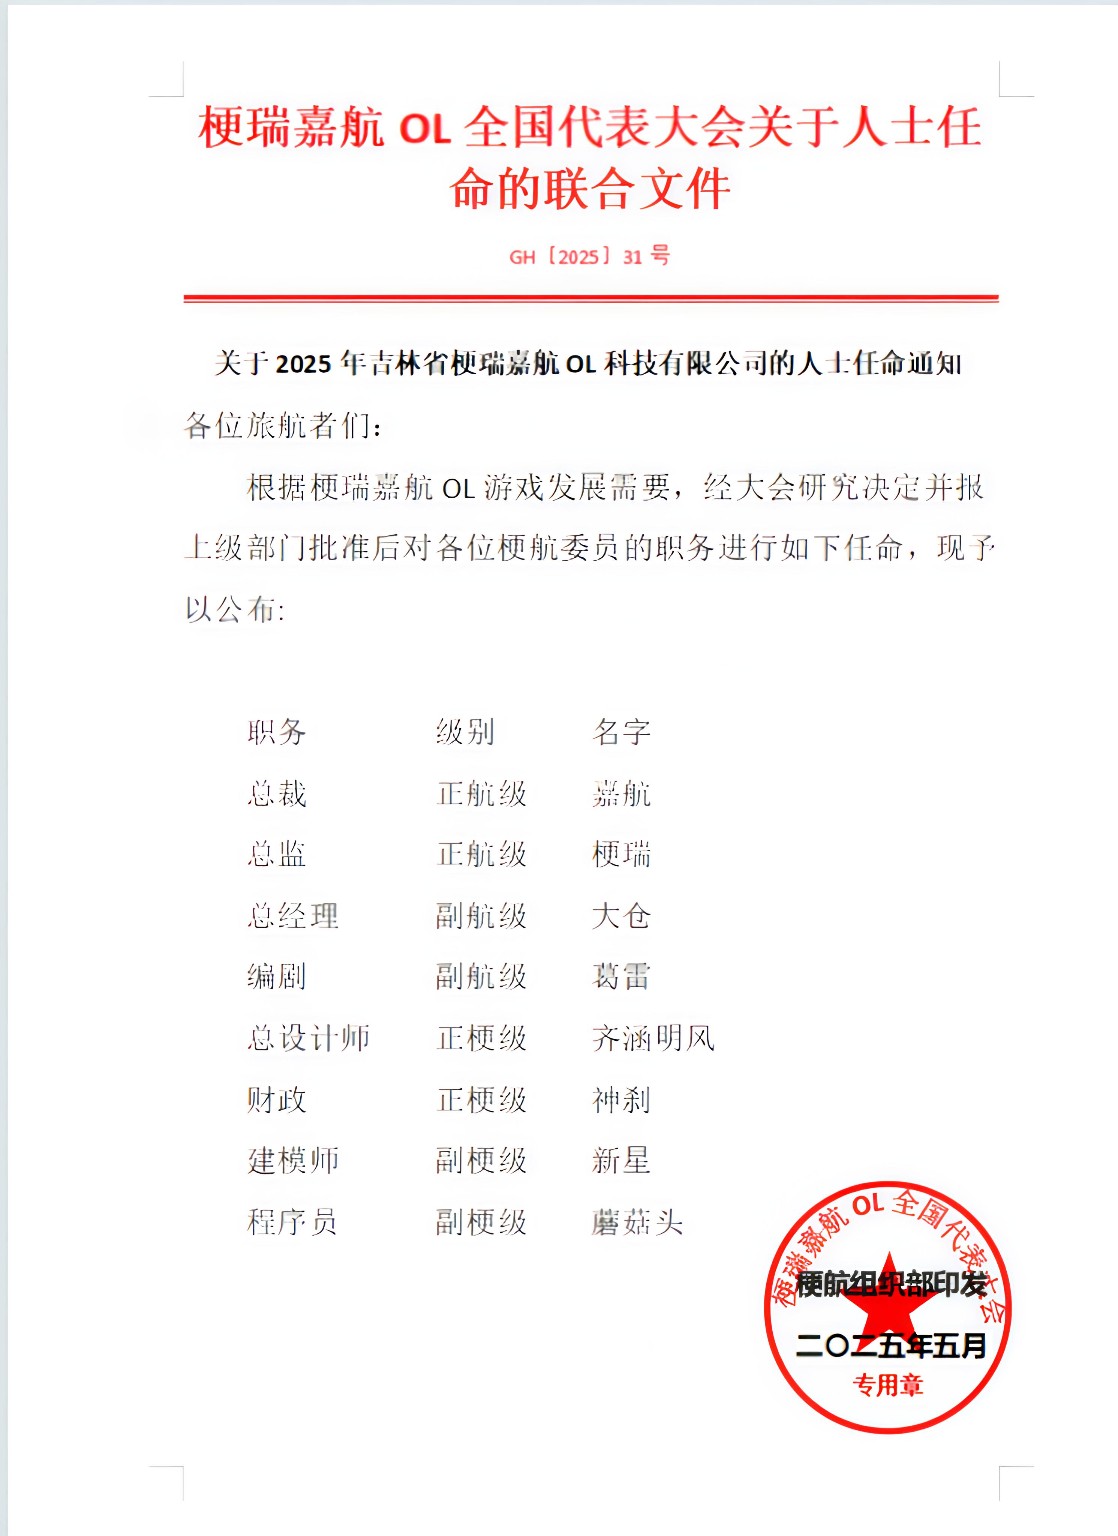 梗瑞嘉航 OL 全国代表大会关于人士任
命的联合文件
GH〔2025〕31 号
关于 2025 年吉林省梗瑞嘉航 OL 科技有限公司的人士任命通知
各位旅航者们：
根据梗瑞嘉航 OL 游戏发展需要，经大会研究决定并报
上级部门批准后对各位梗航委员的职务进行如下任命，现予
以公布:
职务 级别 名字
总裁 正航级 嘉航
总监 正航级 梗瑞
总经理 副航级 大仓
编剧 副航级 葛雷
总设计师 正梗级 齐涵明风
财政 正梗级 神刹
建模师 副梗级 新星
程序员 副梗级 蘑菇头
梗瑞嘉航 OL 全国代表大会
梗航组织部印发
二〇二五年五月
专用章